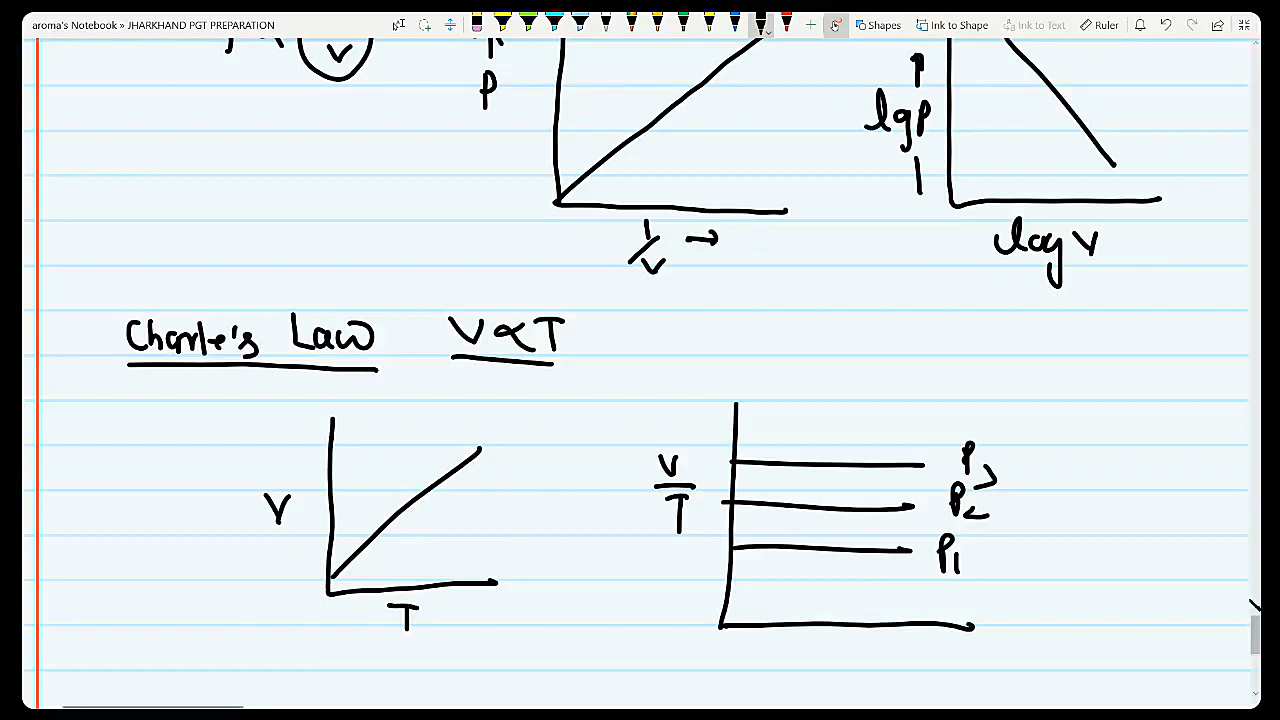 aroma's Notebook » JHARKHAND PGT PREPARATION
Shapes Ink to Shape Ink to Text Ruler
V
P
1/V →
log P
log V
Charle's Law V ∝ T
V
T
V/T
P3
P2
P1